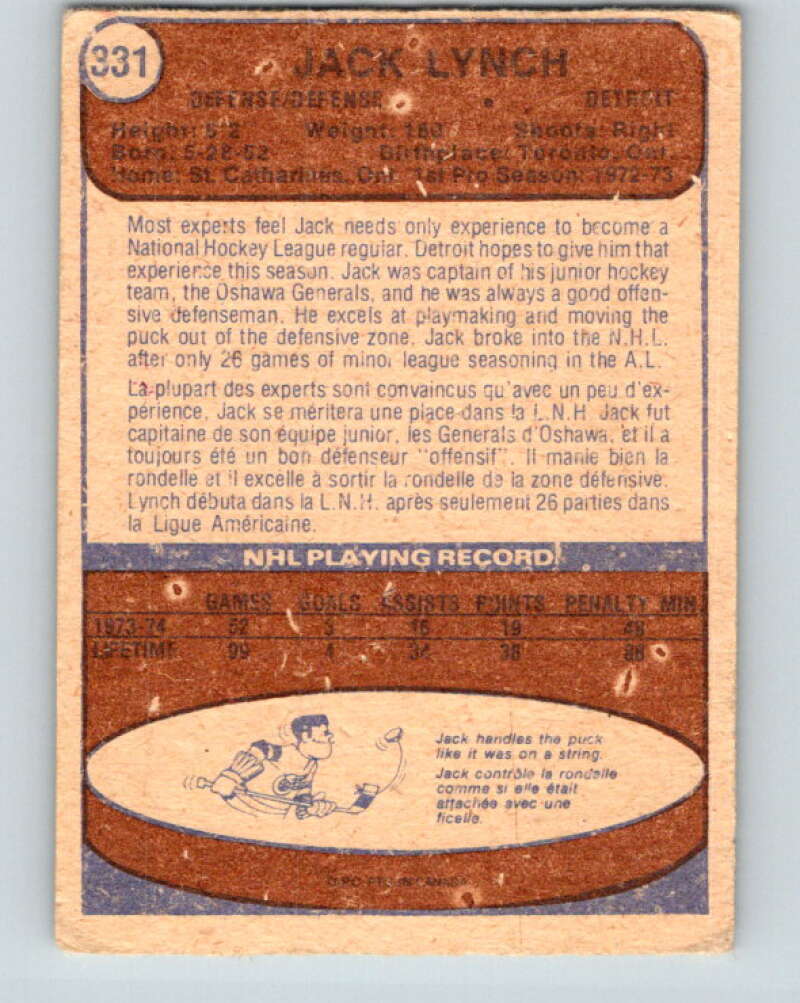 331
JACK LYNCH
DEFENSE/DEFENSE DETROIT
Height: 6'2 Weight: 180 Shoots: Right
Born: 5-28-52 Birthplace: Toronto, Ont.
Home: St. Catharines, Ont. 1st Pro Season: 1972-73
Most experts feel Jack needs only experience to become a
National Hockey League regular. Detroit hopes to give him that
experience this season. Jack was captain of his junior hockey
team, the Oshawa Generals, and he was always a good offen-
sive defenseman. He excels at playmaking and moving the
puck out of the defensive zone. Jack broke into the N.H.L.
after only 26 games of minor league seasoning in the A.L.
La plupart des experts sont convaincus qu'avec un peu d'ex-
périence, Jack se méritera une place dans la L.N.H. Jack fut
capitaine de son équipe junior, les Generals d'Oshawa, et il a
toujours été un bon défenseur "offensif". Il manie bien la
rondelle et il excelle à sortir la rondelle de la zone défensive.
Lynch débuta dans la L.N.H. après seulement 26 parties dans
la Ligue Américaine.
NHL PLAYING RECORD
GAMES GOALS ASSISTS POINTS PENALTY MIN
1973-74 52 3 16 19 48
LIFETIME 99 4 34 38
Jack handles the puck
like it was on a string.
Jack contrôle la rondelle
comme si elle était
attachée avec une
ficelle.